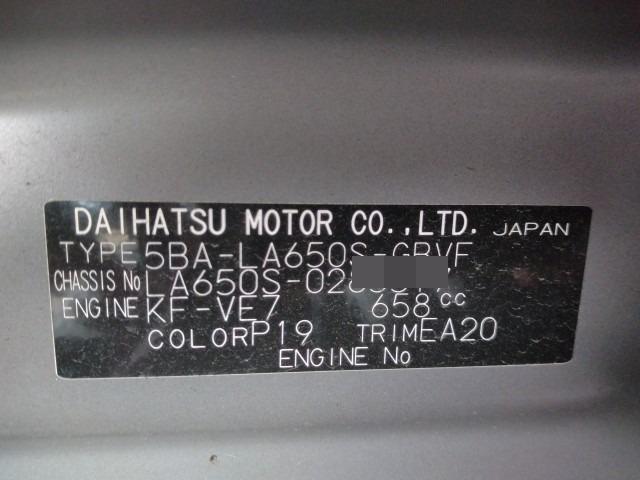 DAIHATSU MOTOR CO.,LTD. JAPAN
TYPE 5BA-LA650S-GBVF
CHASSIS No LA650S-02
ENGINE KF-VE7 658cc
COLOR P19 TRIM EA20
ENGINE No